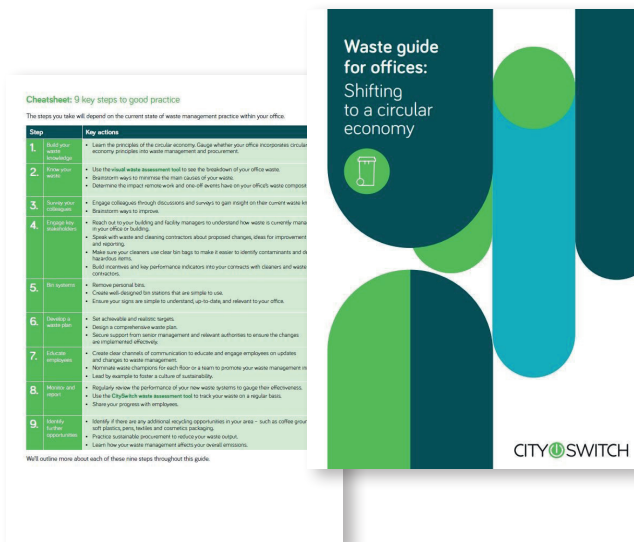 Waste guide
for offices:
Shifting
to a circular
economy
CITY SWITCH
Cheatsheet: 9 key steps to good practice
The steps you take will depend on the current state of waste management practice within your office.
Step Key actions
1. Build your waste knowledge
• Learn the principles of the circular economy. Gauge whether your office incorporates circular
economy principles into waste management and procurement.
2. Know your waste
• Use the visual waste assessment tool to see the breakdown of your office waste.
• Brainstorm ways to minimise the main causes of your waste.
• Determine the impact remote work and one-off events have on your office's waste
3. Survey your colleagues
• Engage colleagues through discussions and surveys to gain insight on their current waste
• Brainstorm ways to improve.
4. Engage key stakeholders
• Reach out to your building and facility managers to understand how waste is currently
in your office or building.
• Speak with waste and cleaning contractors about proposed changes, ideas for improvement
and reporting.
• Make sure your cleaners use clear bin bags to make it easier to identify contaminants and
hazardous items.
• Build incentives and key performance indicators into your contracts with cleaners and waste
contractors.
5. Bin systems
• Remove personal bins.
• Create well-designed bin stations that are simple to use.
• Ensure your signs are simple to understand, up-to-date, and relevant to your office.
6. Develop a waste plan
• Set achievable and realistic targets.
• Design a comprehensive waste plan.
• Secure support from senior management and relevant authorities to ensure the changes
are implemented effectively.
7. Educate employees
• Create clear channels of communication to educate and engage employees on updates
and changes to waste management.
• Nominate waste champions for each floor or a team to promote your waste management
• Lead by example to foster a culture of sustainability.
8. Monitor and report
• Regularly review the performance of your new waste systems to gauge their effectiveness.
• Use the CitySwitch waste assessment tool to track your waste on a regular basis.
• Share your progress with employees.
9. Identify further opportunities
• Identify if there are any additional recycling opportunities in your area – such as coffee
soft plastics, pens, textiles and cosmetics packaging.
• Practice sustainable procurement to reduce your waste output.
• Learn how your waste management affects your overall emissions.
We'll outline more about each of these nine steps throughout this guide.